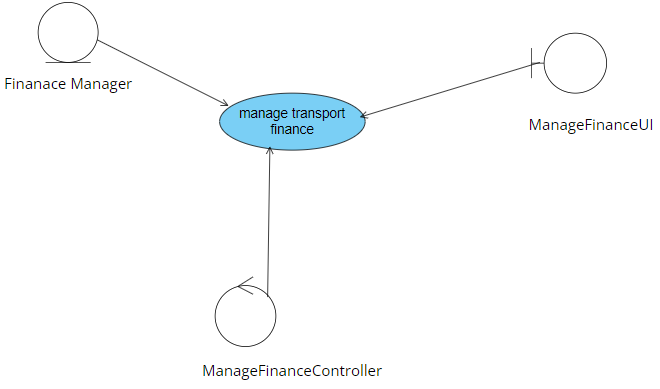 Finanace Manager
manage transport
finance
ManageFinanceUI
ManageFinanceController